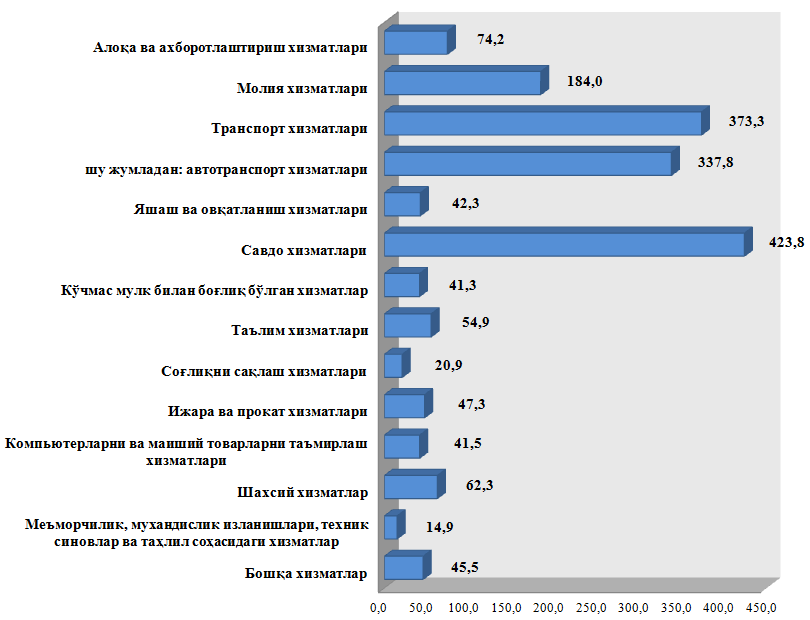 Алоқа ва ахборотлаштириш хизматлари 74,2
Молия хизматлари 184,0
Транспорт хизматлари 373,3
шу жумладан: автотранспорт хизматлари 337,8
Яшаш ва овқатланиш хизматлари 42,3
Савдо хизматлари 423,8
Кўчмас мулк билан боғлиқ бўлган хизматлар 41,3
Таълим хизматлари 54,9
Соғлиқни сақлаш хизматлари 20,9
Ижара ва прокат хизматлари 47,3
Компьютерларни ва маиший товарларни таъмирлаш
хизматлари 41,5
Шахсий хизматлар 62,3
Меъморчилик, мухандислик изланишлари, техник
синовлар ва таҳлил соҳасидаги хизматлар 14,9
Бошқа хизматлар 45,5
0,0 50,0 100,0 150,0 200,0 250,0 300,0 350,0 400,0 450,0